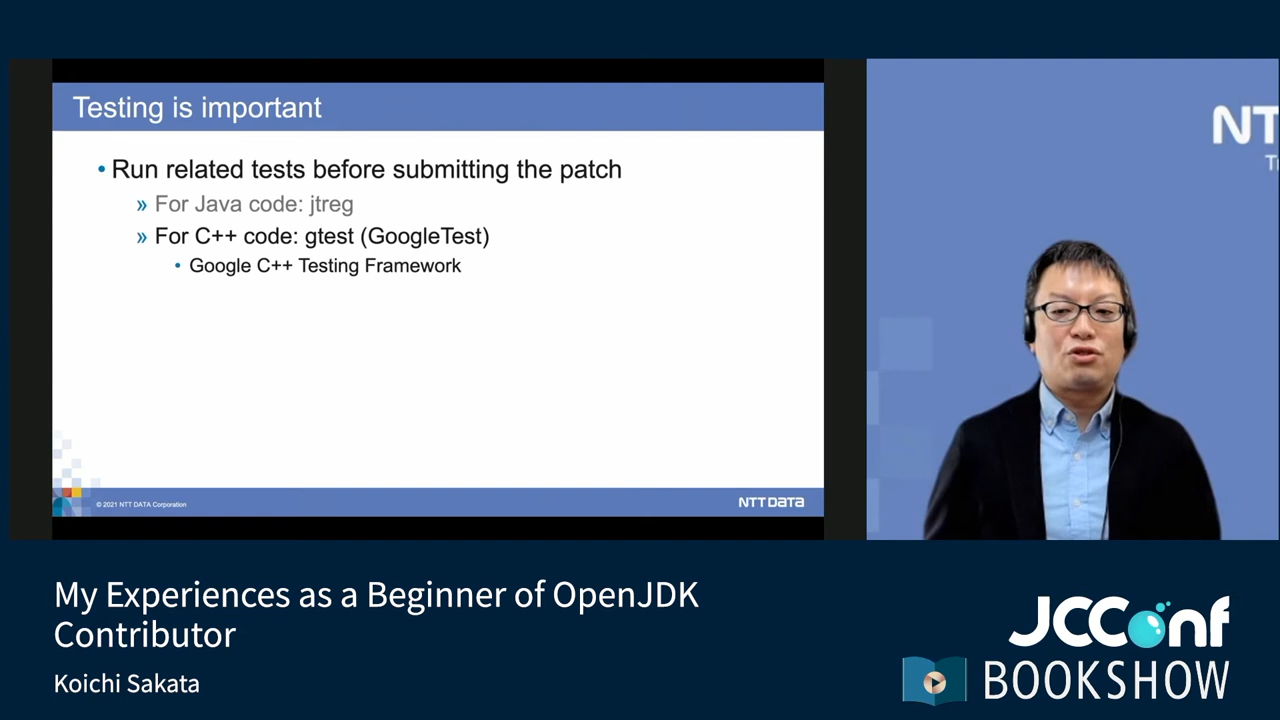 Testing is important
• Run related tests before submitting the patch
» For Java code: jtreg
» For C++ code: gtest (GoogleTest)
• Google C++ Testing Framework
© 2021 NTT DATA Corporation
NTT DATA
NT
T
My Experiences as a Beginner of OpenJDK
Contributor
Koichi Sakata
JCConf
BOOKSHOW